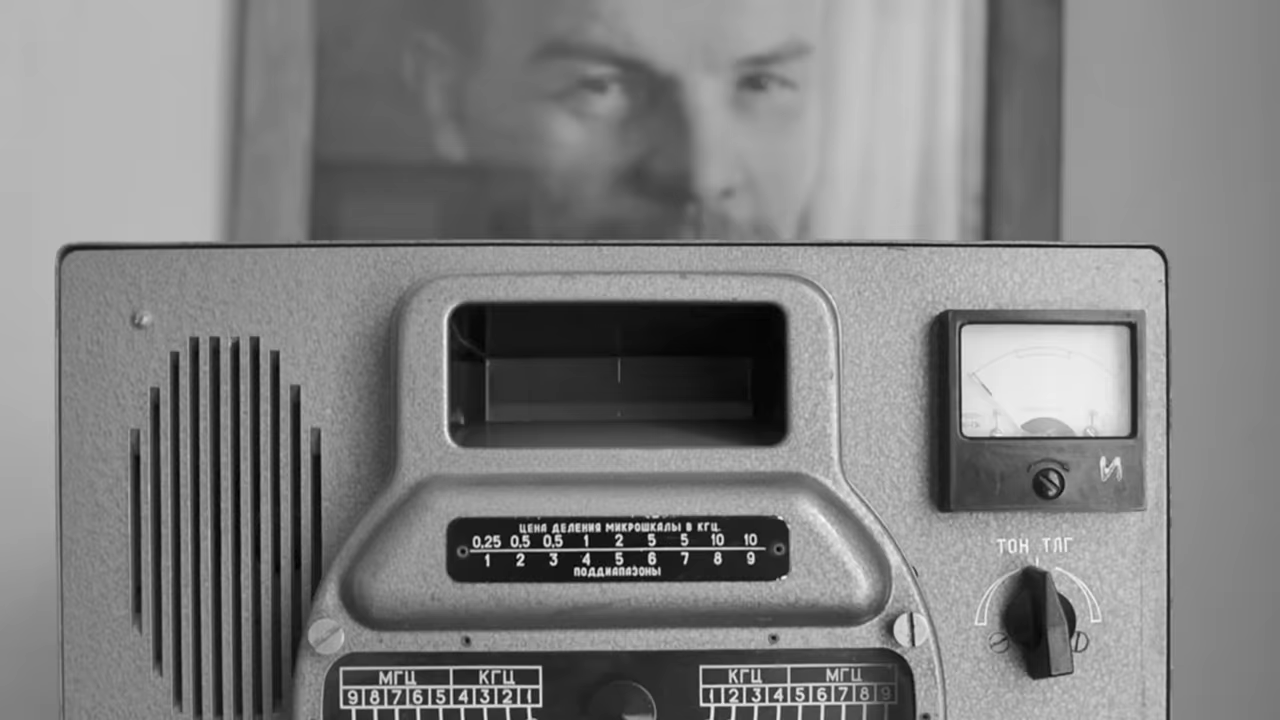 ЦЕНА ДЕЛЕНИЯ МИКРОШКАЛЫ В КГЦ.
0,25 0,5 0,5 1 2 5 5 10 10
1 2 3 4 5 6 7 8 9
ПОДДИАПАЗОНЫ
И
ТОН ТЛГ
МГЦ КГЦ
9 8 7 6 5 4 3 2 1
КГЦ МГЦ
1 2 3 4 5 6 7 8 9